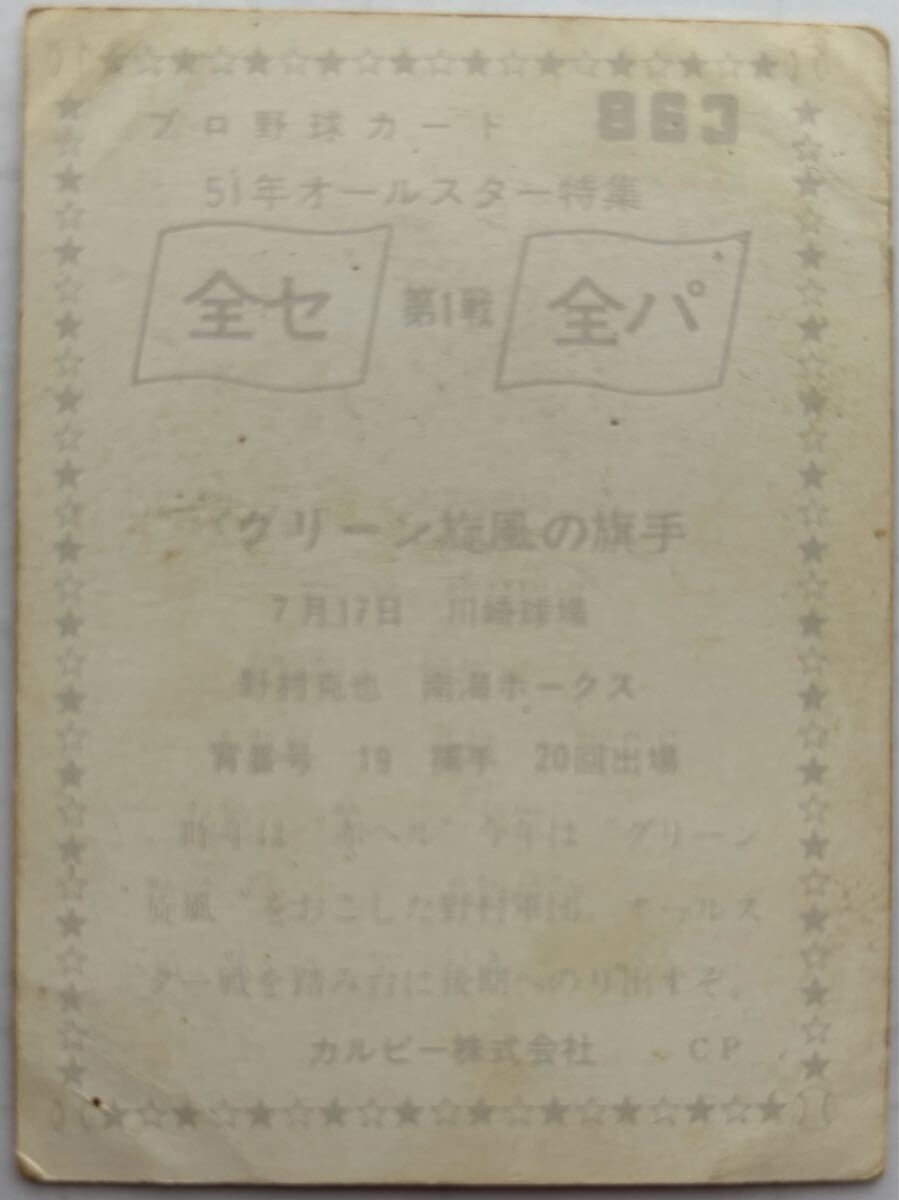 プロ野球カード 863
51年オールスター特集
全セ 第1戦 全パ
グリーン旋風の旗手
7月17日 川崎球場
野村克也 南海ホークス
背番号 19 捕手 20回出場
昨年は"赤ヘル"今年は"グリーン
旋風"をおこした野村軍団。オールス
ター戦を踏み台に後期へのり出すぞ。
カルビー株式会社 CP